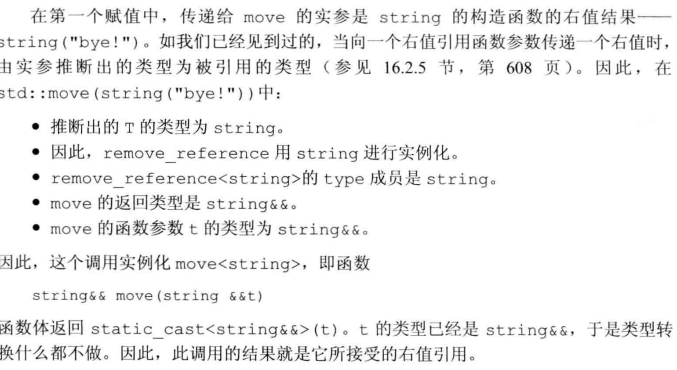 在第一个赋值中，传递给 move 的实参是 string 的构造函数的右值结果——
string("bye!")。如我们已经见到过的，当向一个右值引用函数参数传递一个右值时，
由实参推断出的类型为被引用的类型（参见 16.2.5 节，第 608 页）。因此，在
std::move(string("bye!"))中：
● 推断出的 T 的类型为 string。
● 因此，remove_reference 用 string 进行实例化。
● remove_reference<string>的 type 成员是 string。
● move 的返回类型是 string&&。
● move 的函数参数 t 的类型为 string&&。
因此，这个调用实例化 move<string>，即函数
string&& move(string &&t)
函数体返回 static_cast<string&&>(t)。t 的类型已经是 string&&，于是类型转
换什么都不做。因此，此调用的结果就是它所接受的右值引用。